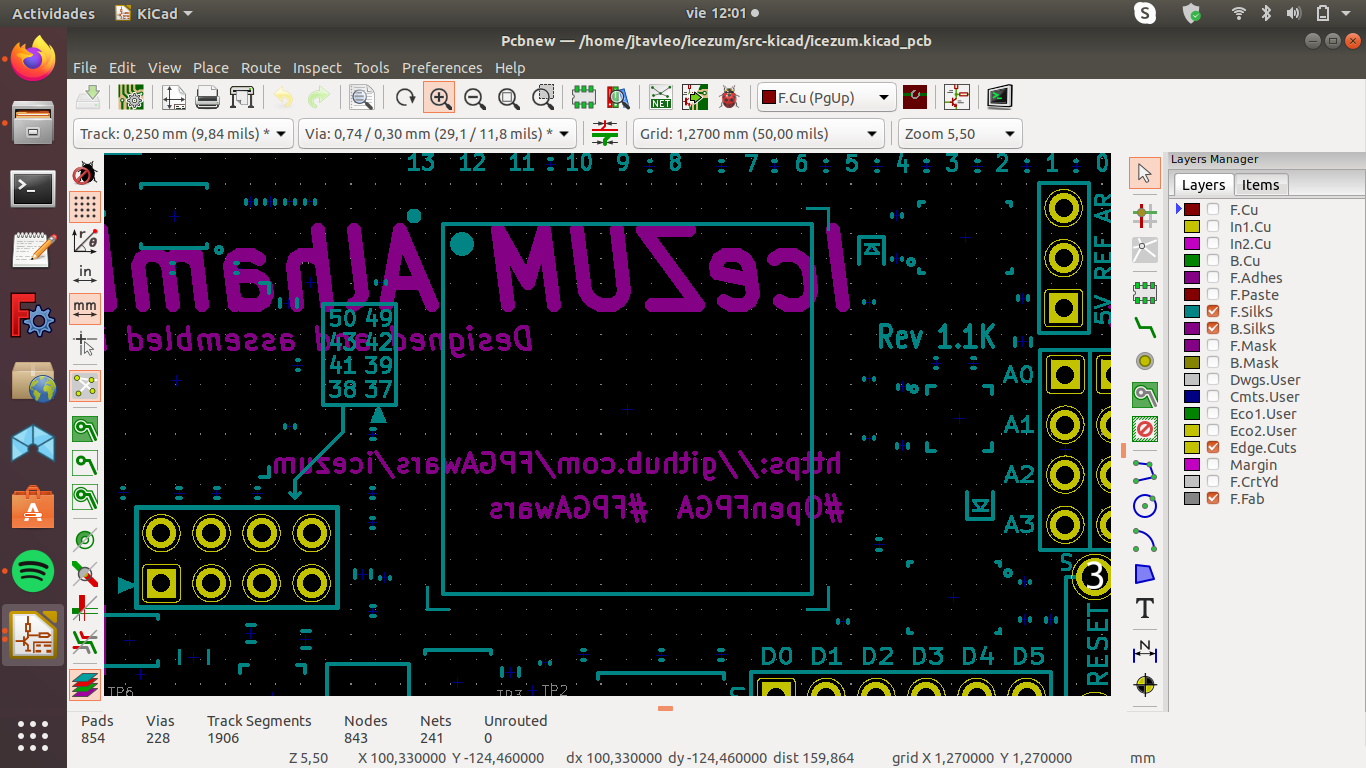 Actividades KiCad vie 12:01
Pcbnew — /home/jtavleo/icezum/src-kicad/icezum.kicad_pcb
File Edit View Place Route Inspect Tools Preferences Help
NET F.Cu (PgUp)
Track: 0,250 mm (9,84 mils) * Via: 0,74 / 0,30 mm (29,1 / 11,8 mils) * Grid: 1,2700 mm (50,00 mils) Zoom 5,50
in
mm
13 12 11 10 9 8 7 6 5 4 3 2 1 0
IceZUM Alham
Designed and assembled
50 49
43 42
41 39
38 37
Rev 1.1K
5V REF AR
A0
A1
A2
A3
https://github.com/FPGAwars/icezum
#OpenFPGA #FPGAwars
S
3
RESET
D0 D1 D2 D3 D4 D5
TP6 TP3 TP2
Layers Manager
Layers Items
F.Cu
In1.Cu
In2.Cu
B.Cu
F.Adhes
F.Paste
F.SilkS
B.SilkS
F.Mask
B.Mask
Dwgs.User
Cmts.User
Eco1.User
Eco2.User
Edge.Cuts
Margin
F.CrtYd
F.Fab
T
N
Pads Vias Track Segments Nodes Nets Unrouted
854 228 1906 843 241 0
Z 5,50 X 100,330000 Y -124,460000 dx 100,330000 dy -124,460000 dist 159,864 grid X 1,270000 Y 1,270000 mm